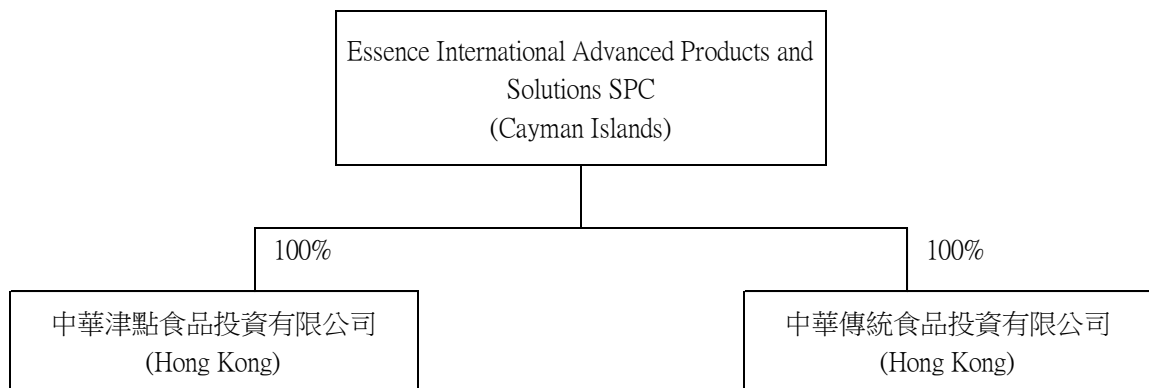 Essence International Advanced Products and
Solutions SPC
(Cayman Islands)
100%
100%
中華津點食品投資有限公司
(Hong Kong)
中華傳統食品投資有限公司
(Hong Kong)